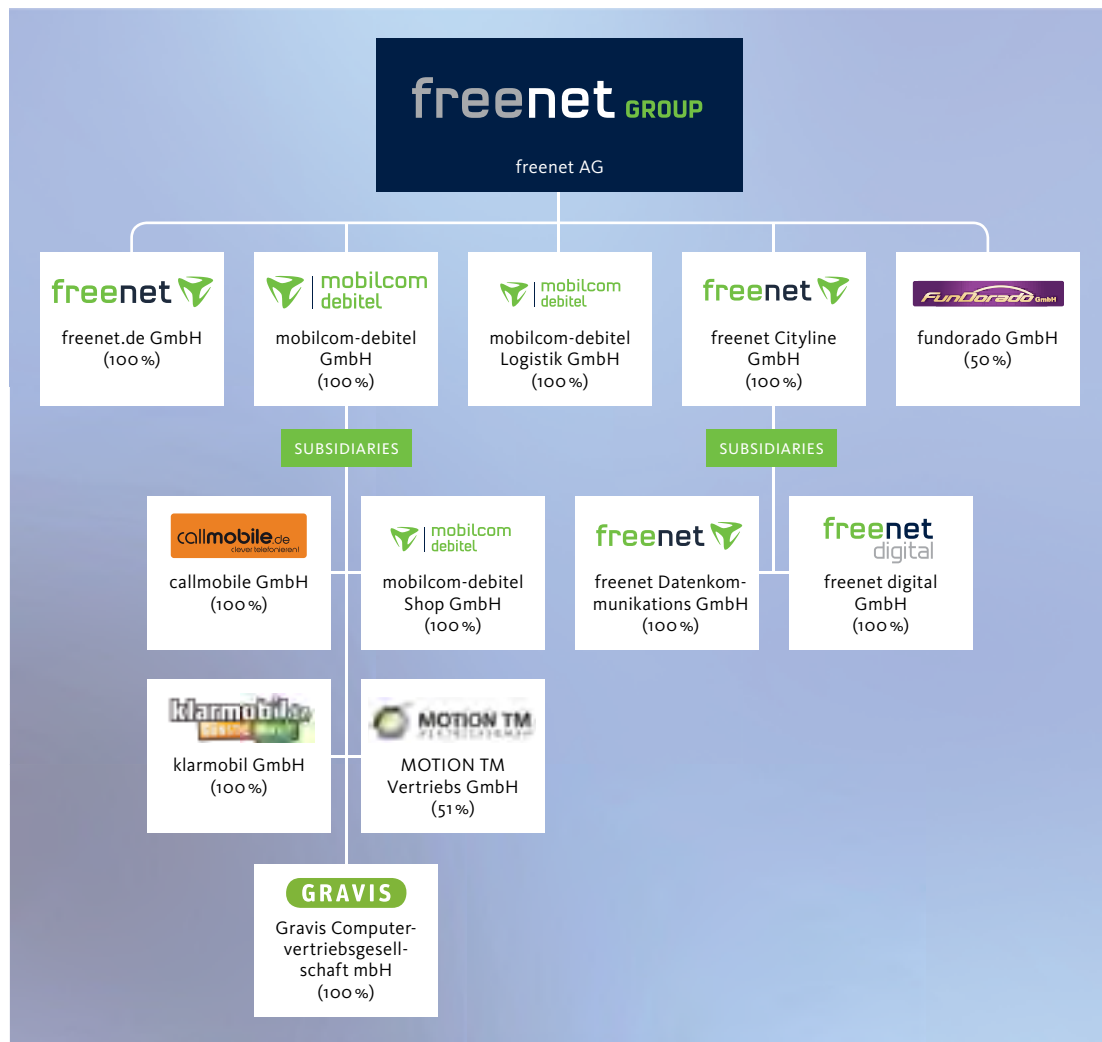 freenet GROUP
freenet AG
freenet
freenet.de GmbH
(100 %)
mobilcom
debitel
mobilcom-debitel
GmbH
(100 %)
mobilcom
debitel
mobilcom-debitel
Logistik GmbH
(100 %)
freenet
freenet Cityline
GmbH
(100 %)
FunDorado GmbH
fundorado GmbH
(50 %)
SUBSIDIARIES
SUBSIDIARIES
callmobile.de
clever telefonieren!
callmobile GmbH
(100 %)
mobilcom
debitel
mobilcom-debitel
Shop GmbH
(100 %)
freenet
freenet Datenkom-
munikations GmbH
(100 %)
freenet
digital
freenet digital
GmbH
(100 %)
klarmobil.de
klarmobil GmbH
(100 %)
MOTION TM
VERTRIEBS GMBH
MOTION TM
Vertriebs GmbH
(51 %)
GRAVIS
Gravis Computer-
vertriebsgesell-
schaft mbH
(100 %)